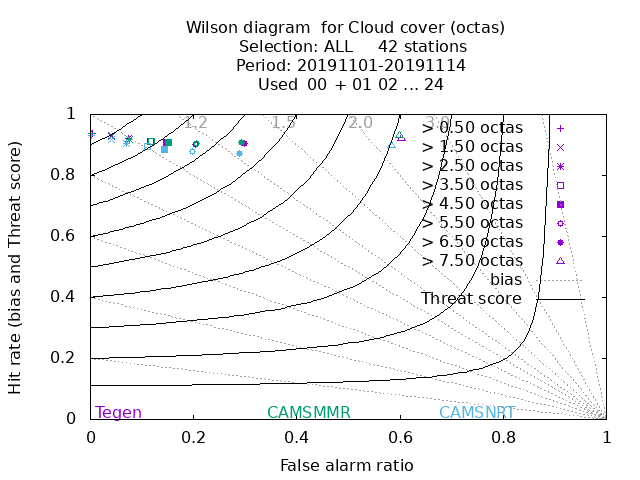 Wilson diagram  for Cloud cover (octas)
Selection: ALL     42 stations
Period: 20191101-20191114
Used  00  + 01 02 ... 24
1.2 1.5 2.0 3.0
> 0.50 octas
> 1.50 octas
> 2.50 octas
> 3.50 octas
> 4.50 octas
> 5.50 octas
> 6.50 octas
> 7.50 octas
bias
Threat score
1
0.8
0.6
0.4
0.2
0
Hit rate (bias and Threat score)
Tegen CAMSMMR CAMSNRT
0 0.2 0.4 0.6 0.8 1
False alarm ratio